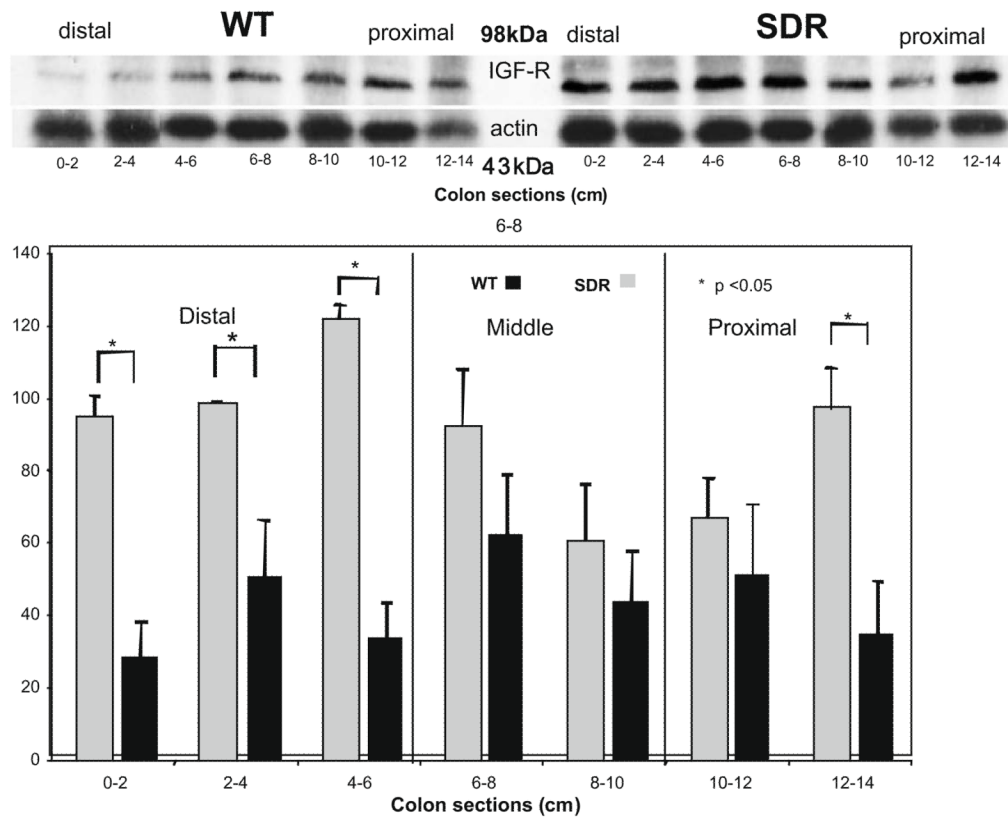 distal WT proximal 98kDa distal SDR proximal
IGF-R
actin
0-2 2-4 4-6 6-8 8-10 10-12 12-14 43kDa 0-2 2-4 4-6 6-8 8-10 10-12 12-14
Colon sections (cm)
6-8
140
120
100
80
60
40
20
0
WT SDR * p <0.05
Distal Middle Proximal
* * * *
0-2 2-4 4-6 6-8 8-10 10-12 12-14
Colon sections (cm)